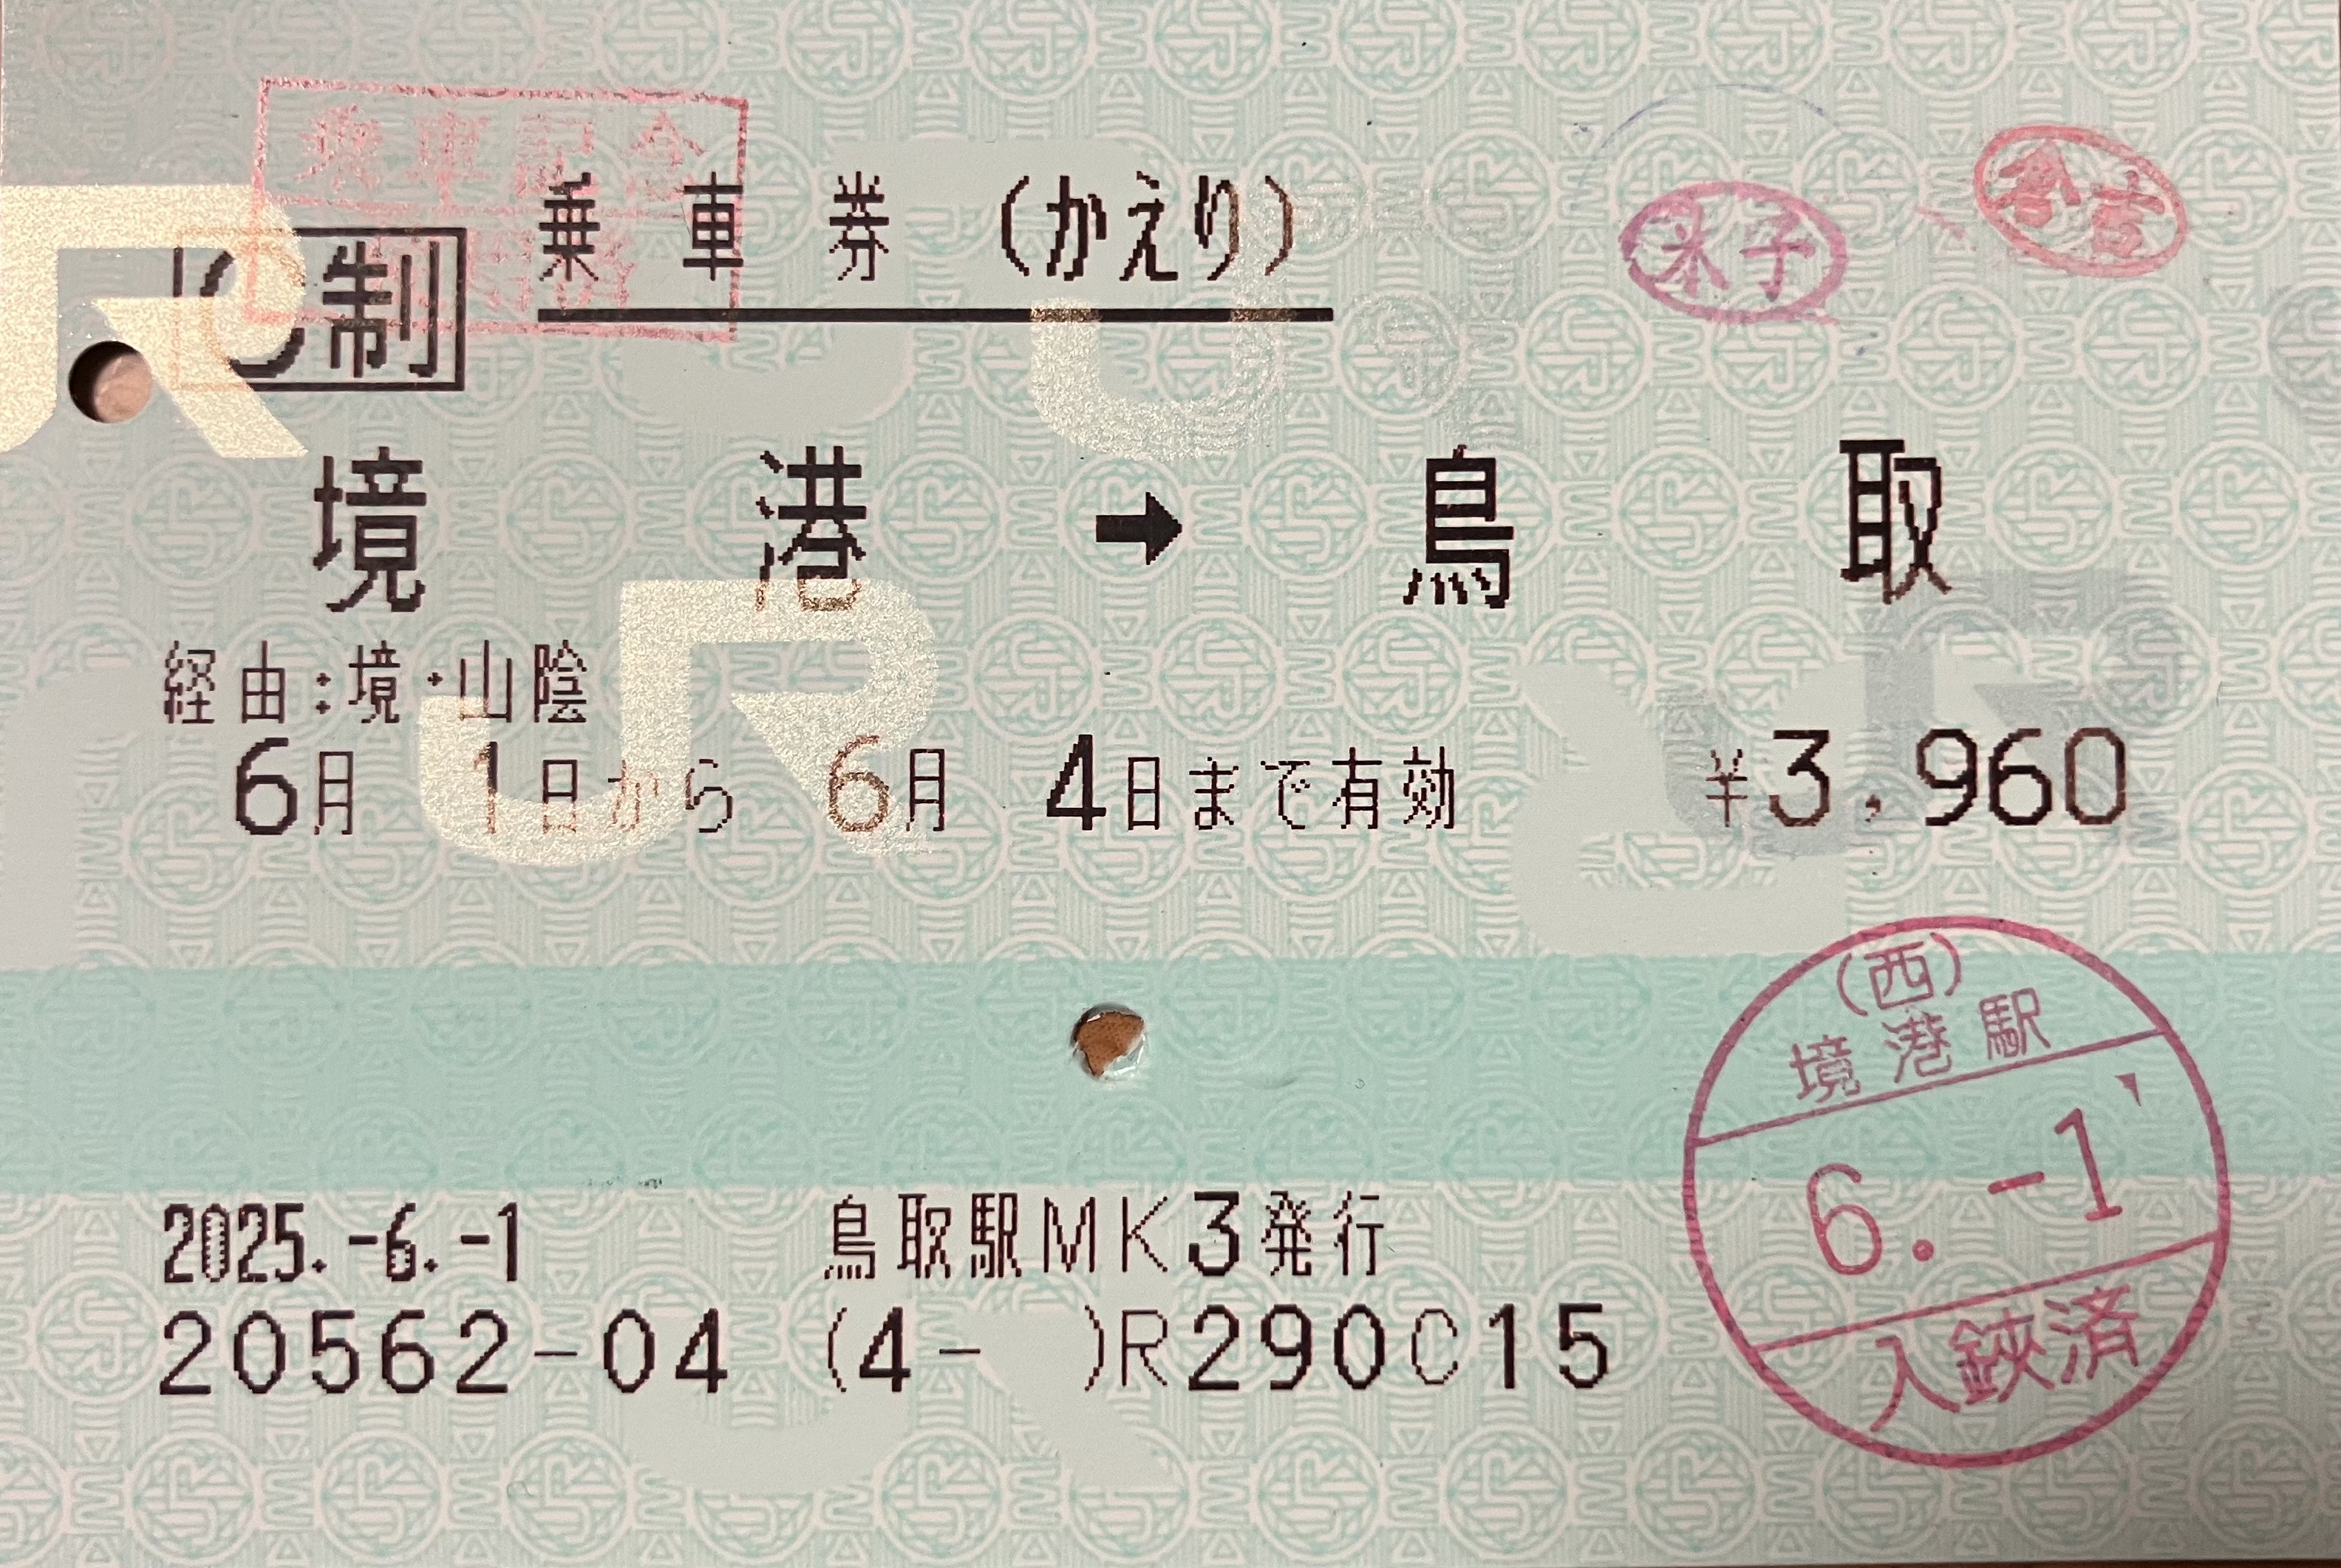 乗車記念
乗車券(かえり)
C制
米子
倉吉
境港➡鳥取
経由:境・山陰
6月 1日から 6月 4日まで有効 ¥3,960
(西)
境港駅
6.-1
入鋏済
2025.-6.-1 鳥取駅MK3発行
20562-04 (4- )R290C15
JR